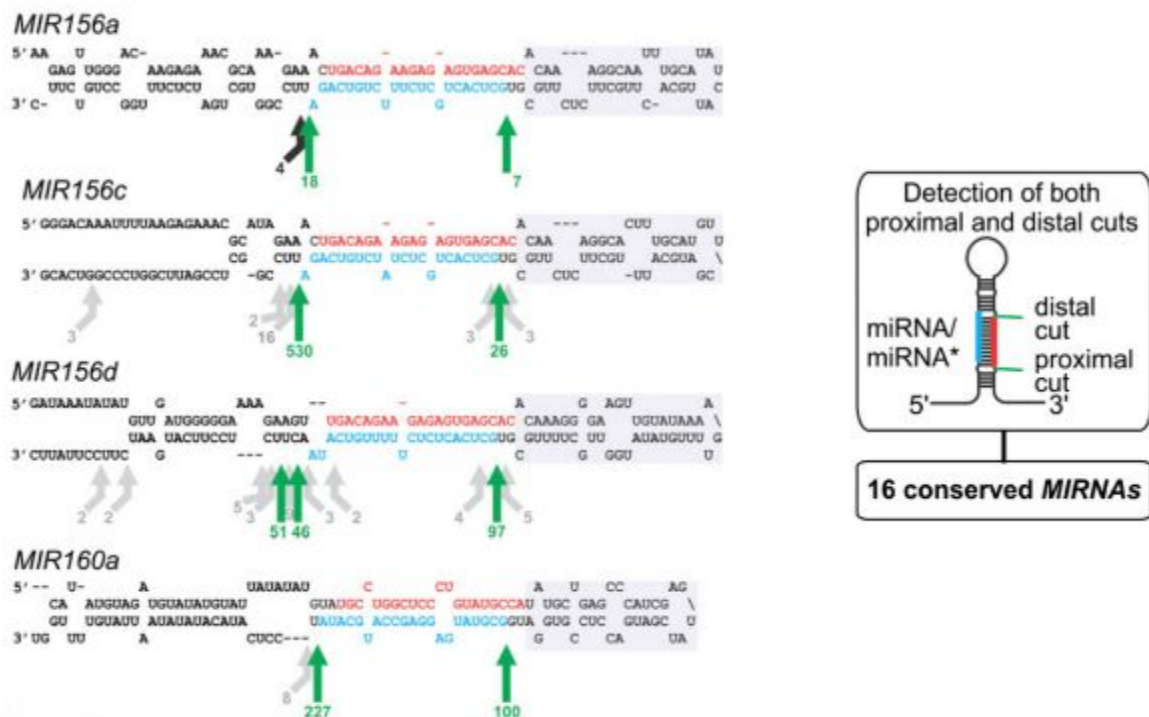 MIR156a
5'AA U AC- AAC AA- A - - A --- UU UA
GAG UGGG AAGAGA GCA GAA CUGACAG AAGAG AGUGAGCAC CAA AGGCAA UGCA U
UUC GUCC UUCUCU CGU CUU GACUGUC UUCUC UCACUCGUG GUU UUCGUU ACGU C
3'C- U GGU AGU GGC A U G C CUC C- UA
4 18 7
MIR156c
5'GGGACAAAUUUUAAGAGAAAC AUA A - - A --- CUU GU
GC GAA CUGACAGA AGAG AGUGAGCAC CAA AGGCA UGCAU U
CG CUU GACUGUCU UCUC UCACUCGUG GUU UUCGU ACGUA \
3'GCACUGGCCCUGGCUUAGCCU -GC A A G C CUC -UU GC
3 2 16 530 3 26 3
MIR156d
5'GAUAAAUAUAU G AAA -- - A G AGU A
GUU AUGGGGGA GAAGU UGACAGAA GAGAGUGAGCAC CAAAGG GA UGUAUAAA \
UAA UACUUCCU CUUCA ACUGUUUU CUCUCACUCGUG GUUUUC UU AUAUGUUU G
3'CUUAUUCCUUC G --- AU U C G GGU U
2 2 5 3 51 46 3 2 4 97 5
MIR160a
5'-- U- A UAUAUAU C CU A U CC AG
CA AUGUAG UGUAUAUGUAU GUAUGC UGGCUCC GUAUGCCAU UGC GAG CAUCG \
GU UGUAUU AUAUAUACAUA UAUACG ACCGAGG UAUGCGGUA GUG CUC GUAGC U
3'UG UU A CUCC--- U AG G C CA UA
8 227 100
Detection of both
proximal and distal cuts
miRNA/
miRNA*
distal
cut
proximal
cut
5' 3'
16 conserved MIRNAs